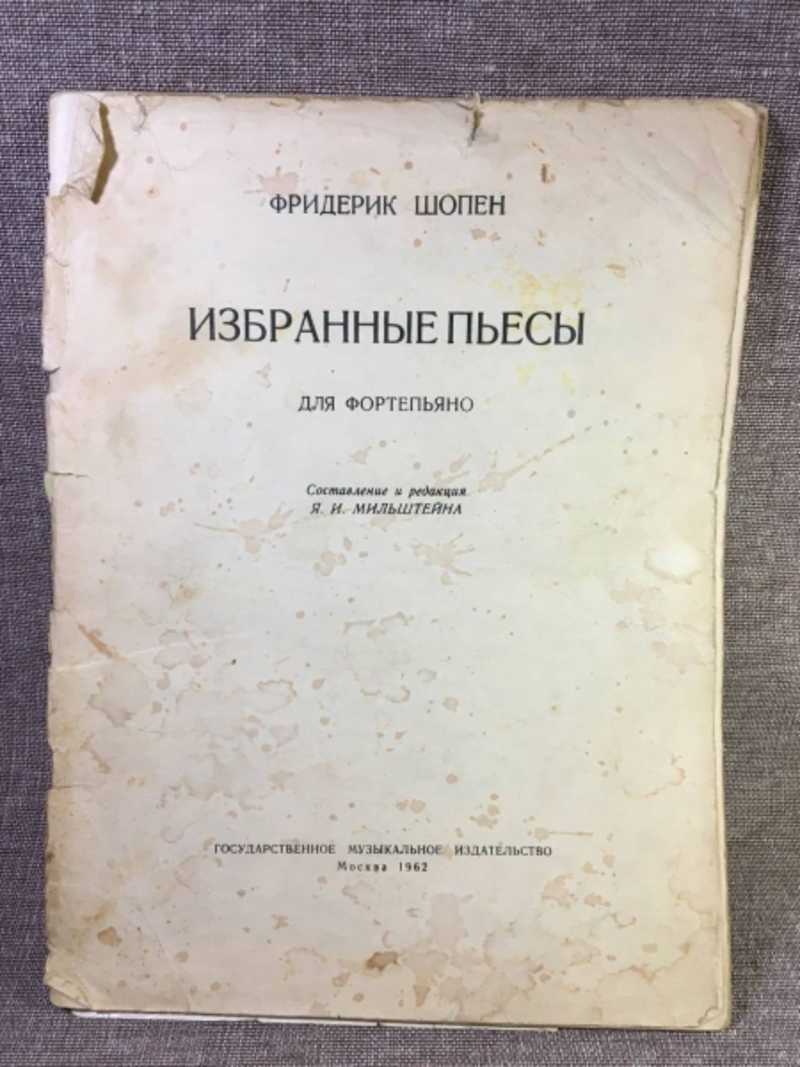 ФРИДЕРИК ШОПЕН
ИЗБРАННЫЕ ПЬЕСЫ
ДЛЯ ФОРТЕПЬЯНО
Составление и редакция
Я. И. МИЛЬШТЕЙНА
ГОСУДАРСТВЕННОЕ МУЗЫКАЛЬНОЕ ИЗДАТЕЛЬСТВО
Москва 1962